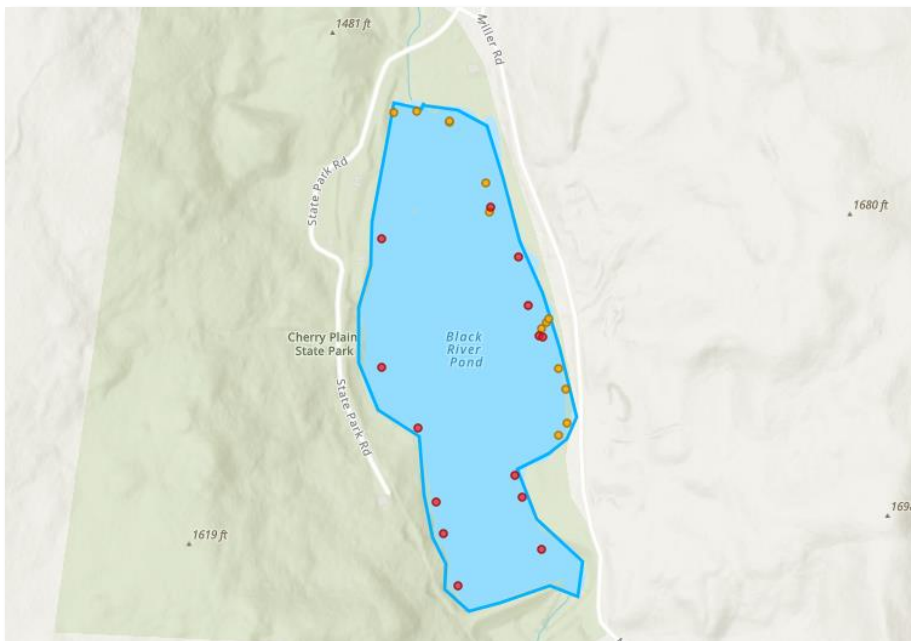 1481 ft
Miller Rd
State Park Rd
1680 ft
Cherry Plain
State Park
Black
River
Pond
State Park Rd
1619 ft